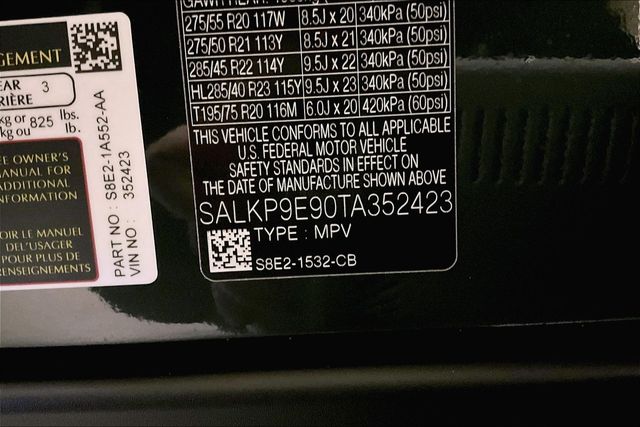 GEMENT
EAR 3
RIÈRE
kg or 825 lbs.
kg ou lb.
E OWNER'S
MANUAL FOR
ADDITIONAL
NFORMATION
OIR LE MANUEL
DEL'USAGER
POUR PLUS DE
RENSEIGNEMENTS
PART NO : S8E2-1A552-AA
VIN NO : 352423
275/55 R20 117W 8.5J x 20 340kPa (50psi)
275/50 R21 113Y 8.5J x 21 340kPa (50psi)
285/45 R22 114Y 9.5J x 22 340kPa (50psi)
HL285/40 R23 115Y 9.5J x 23 340kPa (50psi)
T195/75 R20 116M 6.0J x 20 420kPa (60psi)
THIS VEHICLE CONFORMS TO ALL APPLICABLE
U.S. FEDERAL MOTOR VEHICLE
SAFETY STANDARDS IN EFFECT ON
THE DATE OF MANUFACTURE SHOWN ABOVE
SALKP9E90TA352423
TYPE : MPV
S8E2-1532-CB